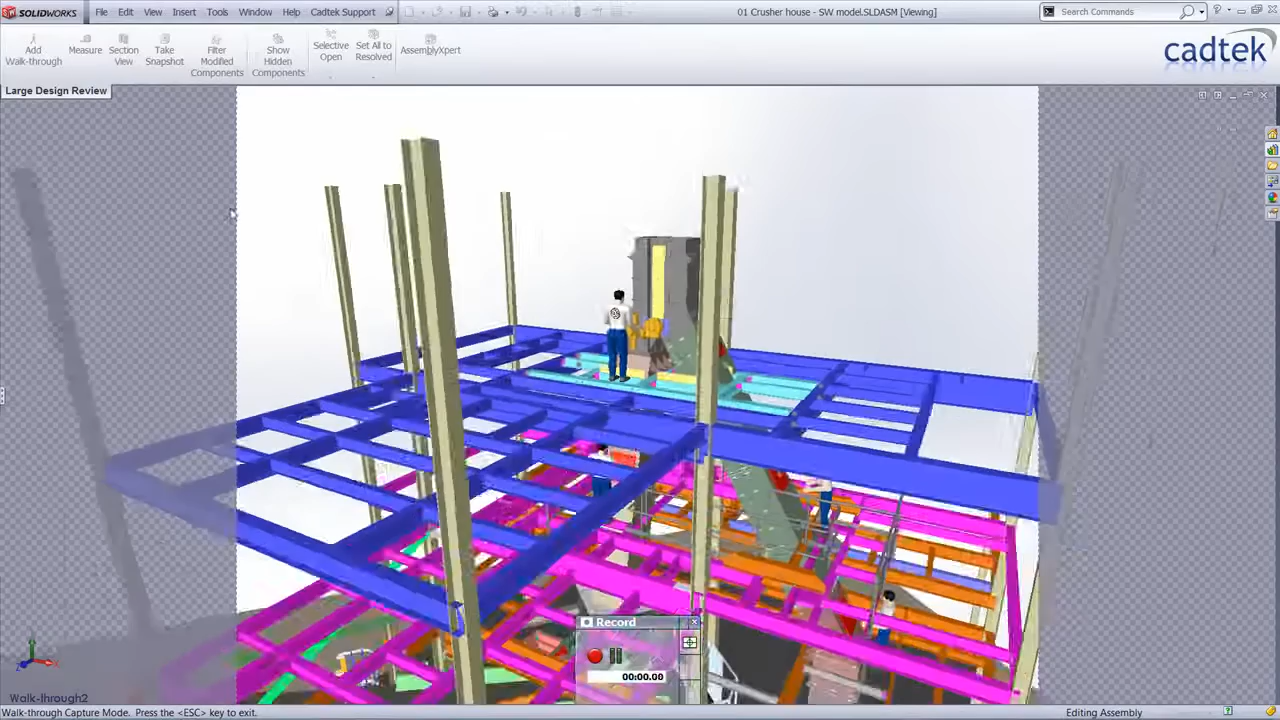 SOLIDWORKS File Edit View Insert Tools Window Help Cadtek Support 01 Crusher house - SW model.SLDASM [Viewing] Search Commands ?
Add Walk-through
Measure
Section View
Take Snapshot
Filter Modified Components
Show Hidden Components
Selective Open
Set All to Resolved
AssemblyXpert
cadtek
Large Design Review
Record
00:00.00
Walk-through2
Walk-through Capture Mode. Press the <ESC> key to exit. Editing Assembly